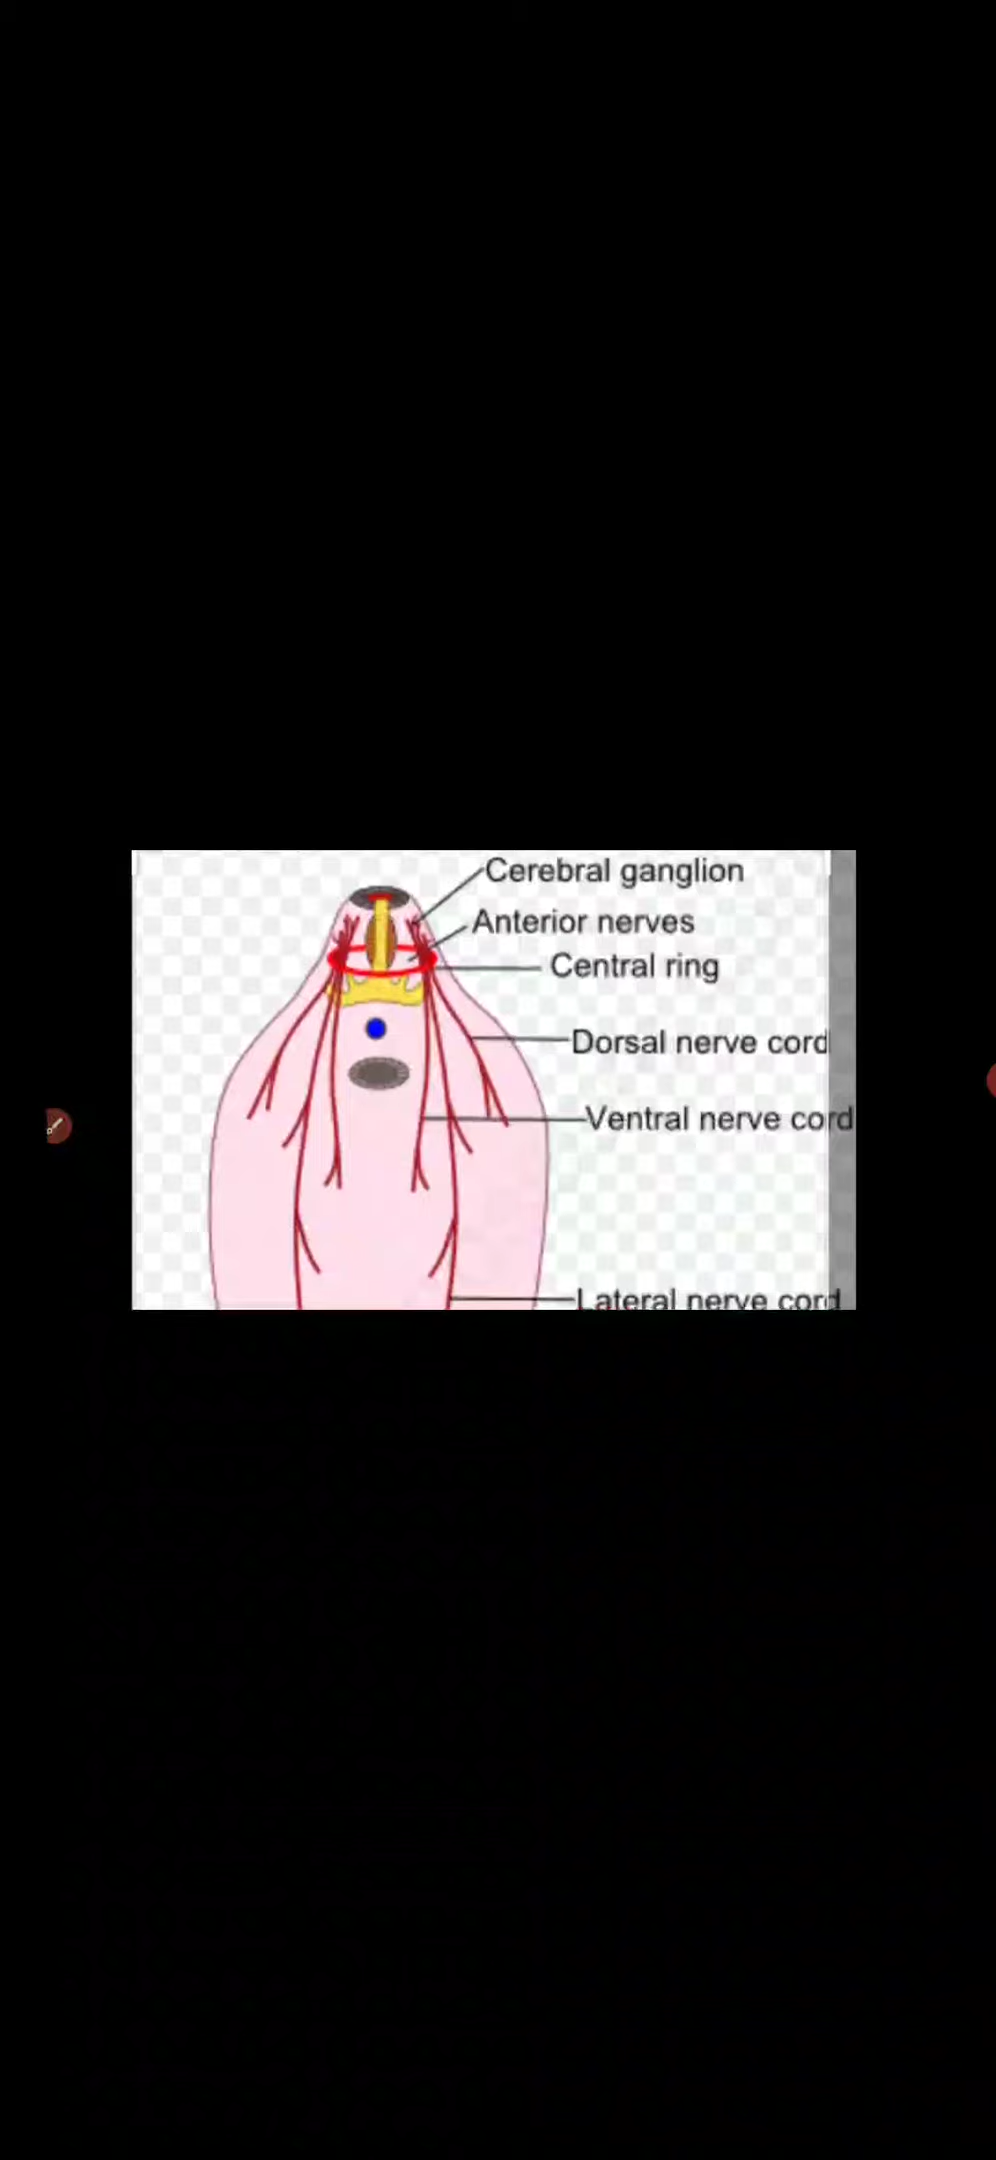 Cerebral ganglion
Anterior nerves
Central ring
Dorsal nerve cord
Ventral nerve cord
Lateral nerve cord